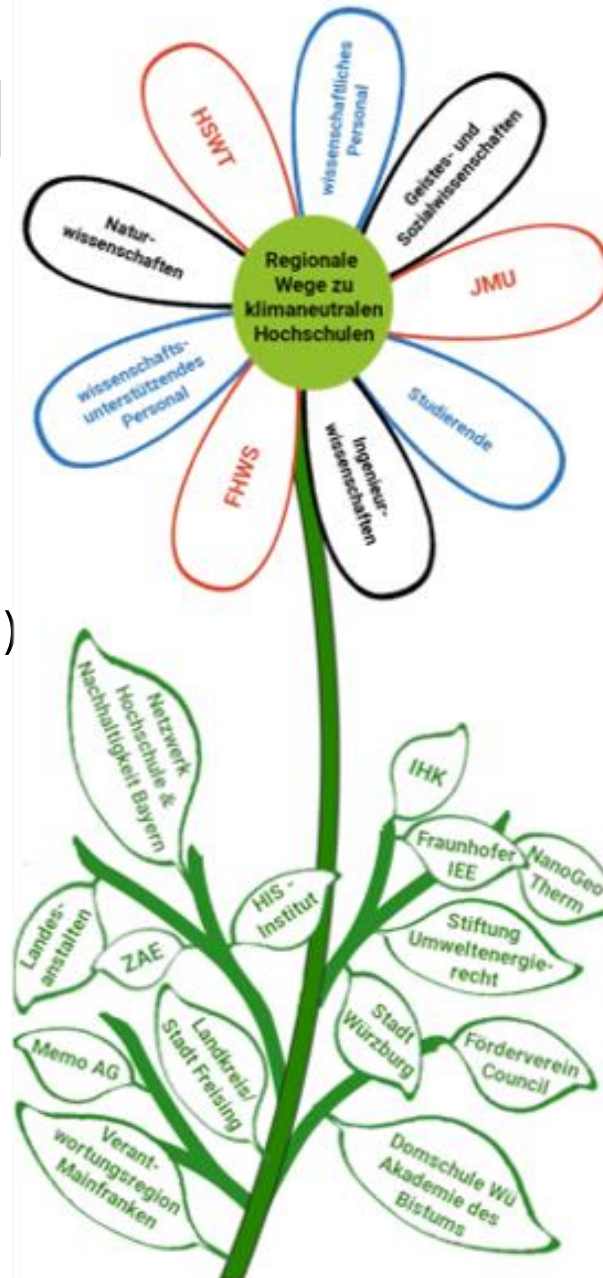 wissenschaftliches
Personal
HSWT
Geistes- und
Sozialwissenschaften
Natur-
wissenschaften
Regionale
Wege zu
klimaneutralen
Hochschulen
JMU
wissenschafts-
unterstützendes
Personal
Studierende
FHWS
Ingenieur-
wissenschaften
)
Netzwerk
Hochschule &
Nachhaltigkeit Bayern
IHK
Fraunhofer
IEE
NanoGeo
Therm
HIS -
Institut
Landes-
anstalten
ZAE
Stiftung
Umweltenergie-
recht
Landkreis/
Stadt Freising
Stadt
Würzburg
Förderverein
Council
Memo AG
Verant-
wortungsregion
Mainfranken
Domschule Wü
Akademie des
Bistums